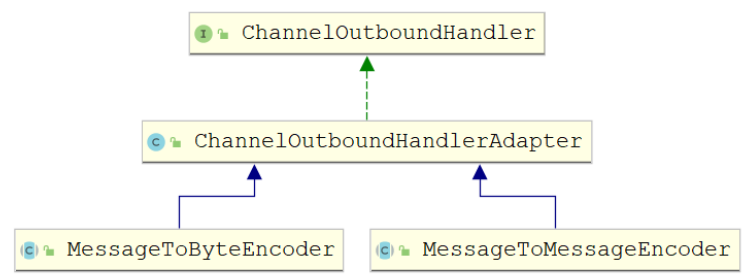 I ChannelOutboundHandler
C ChannelOutboundHandlerAdapter
C MessageToByteEncoder
C MessageToMessageEncoder